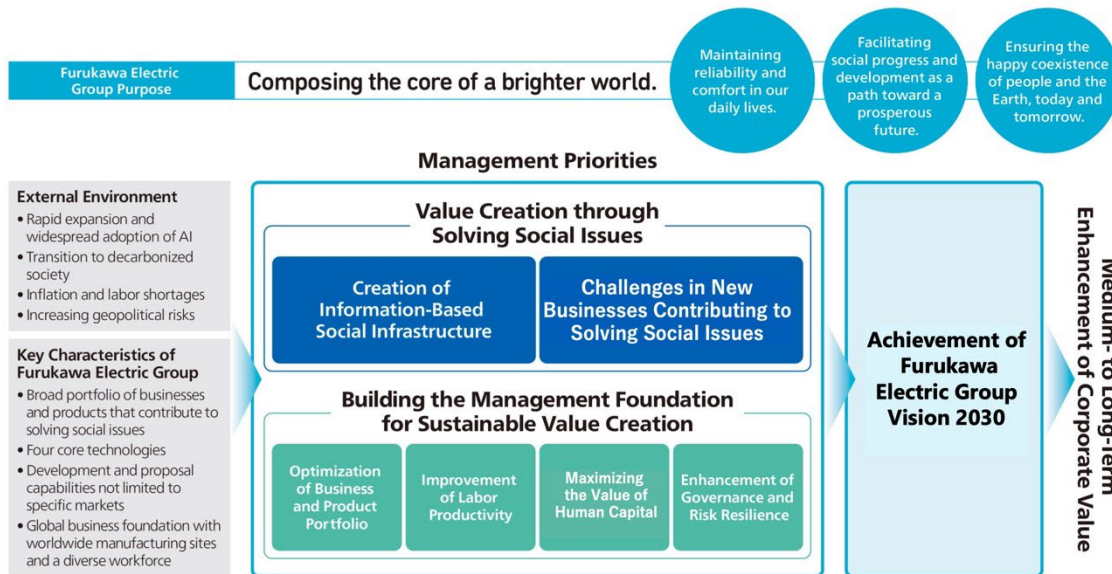 Furukawa Electric
Group Purpose
Composing the core of a brighter world.
Maintaining
reliability and
comfort in our
daily lives.
Facilitating
social progress and
development as a
path toward a
prosperous
future.
Ensuring the
happy coexistence
of people and the
Earth, today and
tomorrow.
Management Priorities
External Environment
• Rapid expansion and
widespread adoption of AI
• Transition to decarbonized
society
• Inflation and labor shortages
• Increasing geopolitical risks
Key Characteristics of
Furukawa Electric Group
• Broad portfolio of businesses
and products that contribute to
solving social issues
• Four core technologies
• Development and proposal
capabilities not limited to
specific markets
• Global business foundation with
worldwide manufacturing sites
and a diverse workforce
Value Creation through
Solving Social Issues
Creation of
Information-Based
Social Infrastructure
Challenges in New
Businesses Contributing to
Solving Social Issues
Building the Management Foundation
for Sustainable Value Creation
Optimization
of Business
and Product
Portfolio
Improvement
of Labor
Productivity
Maximizing
the Value of
Human Capital
Enhancement of
Governance and
Risk Resilience
Achievement of
Furukawa
Electric Group
Vision 2030
Medium- to Long-Term
Enhancement of Corporate Value